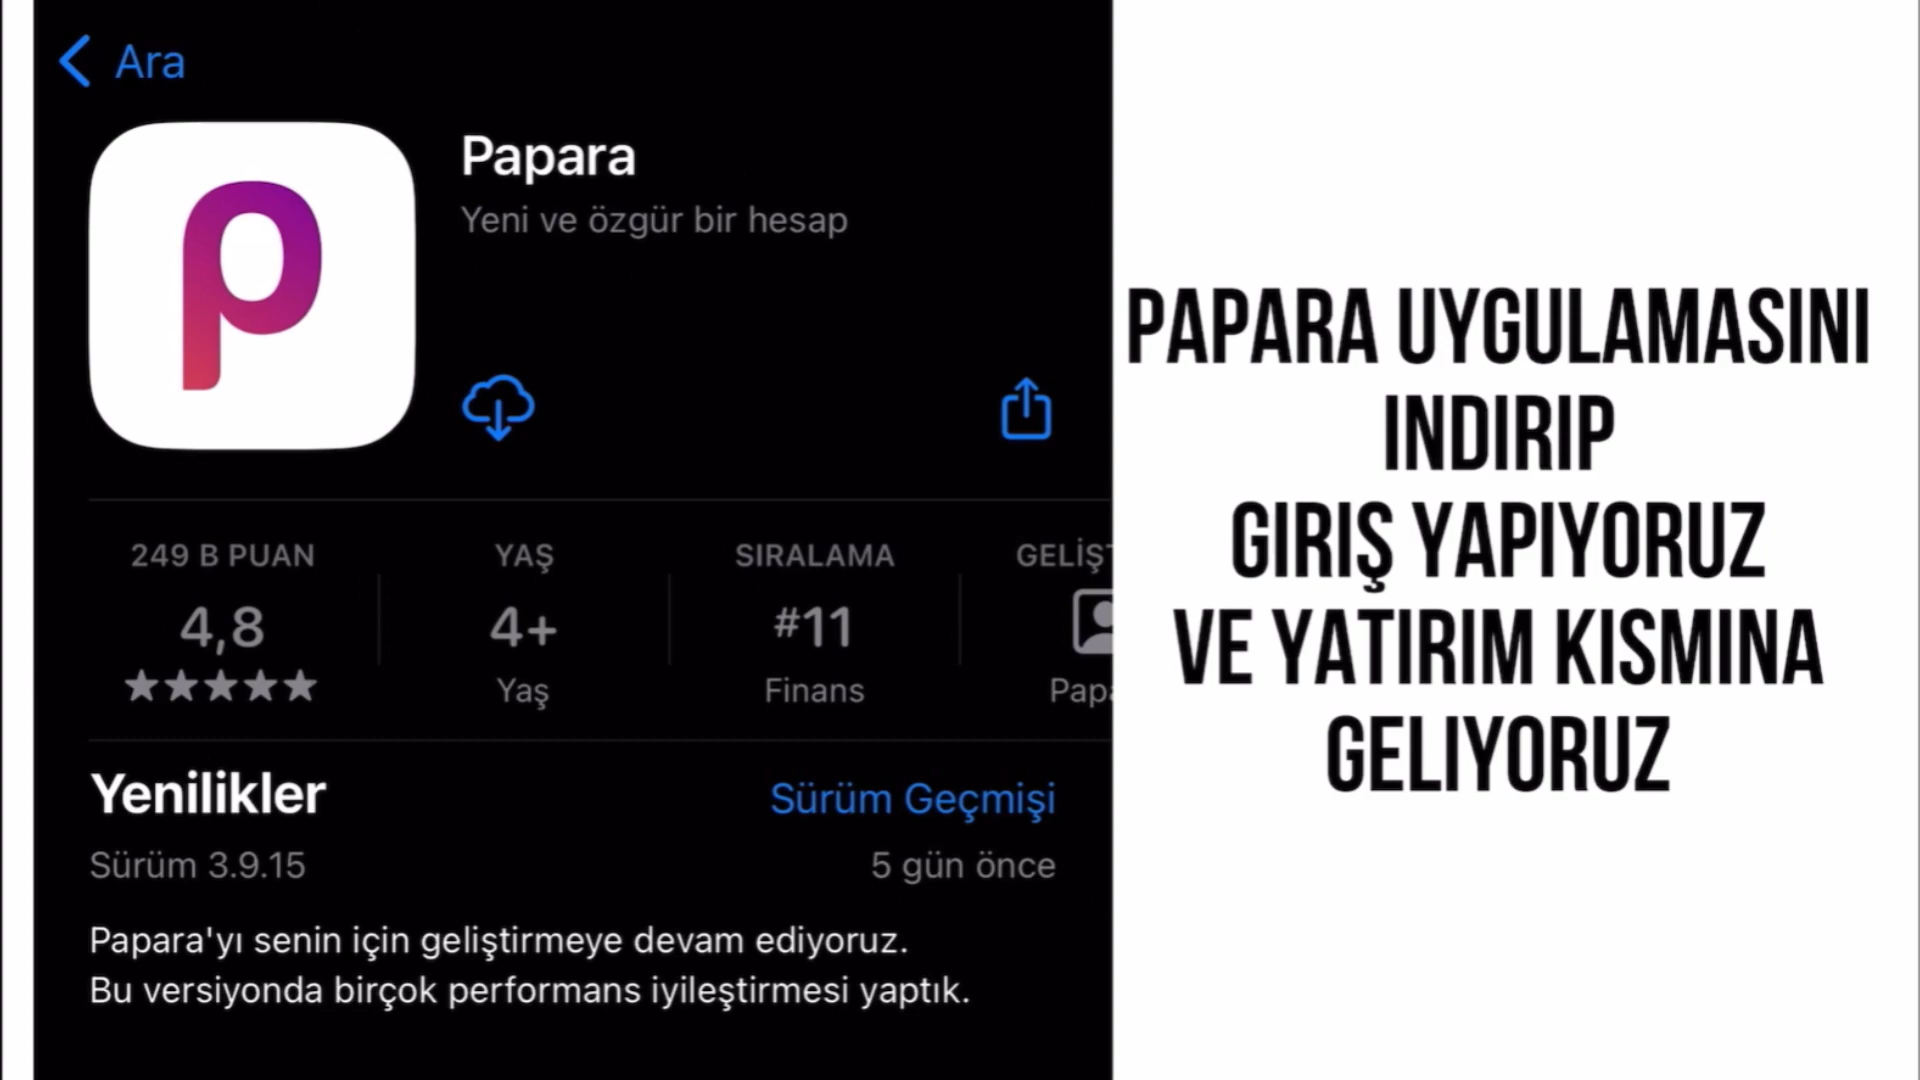 Ara
Papara
Yeni ve özgür bir hesap
249 B PUAN
4,8
YAŞ
4+
Yaş
SIRALAMA
#11
Finans
Yenilikler
Sürüm Geçmişi
Sürüm 3.9.15
5 gün önce
Papara'yı senin için geliştirmeye devam ediyoruz.
Bu versiyonda birçok performans iyileştirmesi yaptık.
PAPARA UYGULAMASINI
INDIRIP
GIRIŞ YAPIYORUZ
VE YATIRIM KISMINA
GELIYORUZ